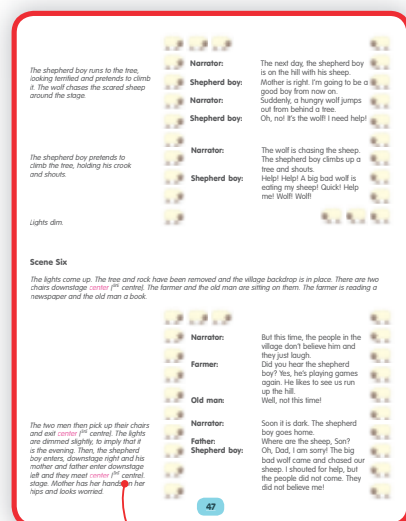 The shepherd boy runs to the tree,
looking terrified and pretends to climb
it. The wolf chases the scared sheep
around the stage.
Narrator: The next day, the shepherd boy
is on the hill with his sheep.
Shepherd boy: Mother is right. I'm going to be a
good boy from now on.
Narrator: Suddenly, a hungry wolf jumps
out from behind a tree.
Shepherd boy: Oh, no! It's the wolf! I need help!
The shepherd boy pretends to
climb the tree, holding his crook
and shouts.
Narrator: The wolf is chasing the sheep.
The shepherd boy climbs up a
tree and shouts.
Shepherd boy: Help! Help! A big bad wolf is
eating my sheep! Quick! Help
me! Wolf! Wolf!
Lights dim.
Scene Six
The lights come up. The tree and rock have been removed and the village backdrop is in place. There are two
chairs downstage center (BrE centre). The farmer and the old man are sitting on them. The farmer is reading a
newspaper and the old man a book.
Narrator: But this time, the people in the
village don't believe him and
they just laugh.
Farmer: Did you hear the shepherd
boy? Yes, he's playing games
again. He likes to see us run
up the hill.
Old man: Well, not this time!
The two men then pick up their chairs
and exit center (BrE centre). The lights
are dimmed slightly, to imply that it
is the evening. Then, the shepherd
boy enters, downstage right and his
mother and father enter downstage
left and they meet center (BrE centre).
stage. Mother has her hands on her
hips and looks worried.
Narrator: Soon it is dark. The shepherd
boy goes home.
Father: Where are the sheep, Son?
Shepherd boy: Oh, Dad, I am sorry! The big
bad wolf came and chased our
sheep. I shouted for help, but
the people did not come. They
did not believe me!
47